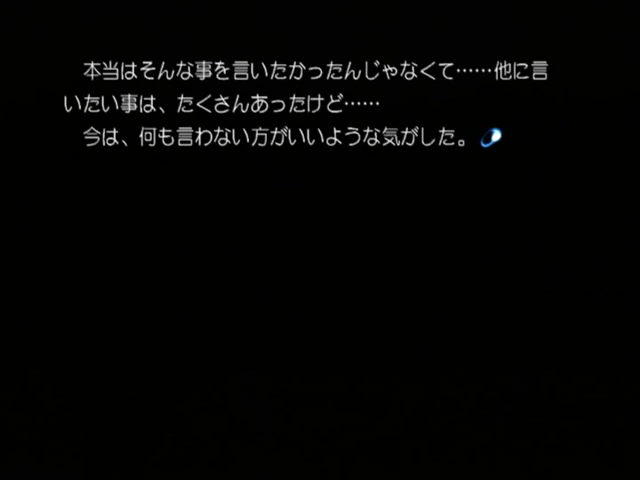 本当はそんな事を言いたかったんじゃなくて……他に言
いたい事は、たくさんあったけど……
　今は、何も言わない方がいいような気がした。